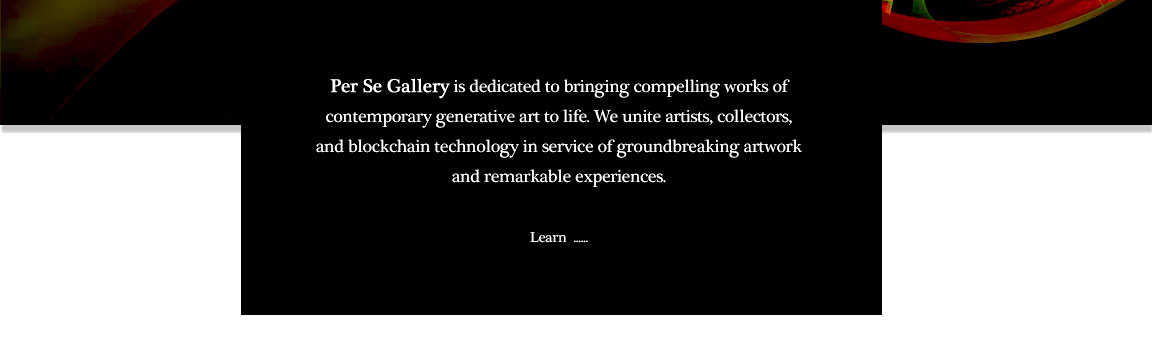 Per Se Gallery is dedicated to bringing compelling works of
contemporary generative art to life. We unite artists, collectors,
and blockchain technology in service of groundbreaking artwork
and remarkable experiences.
Learn ......